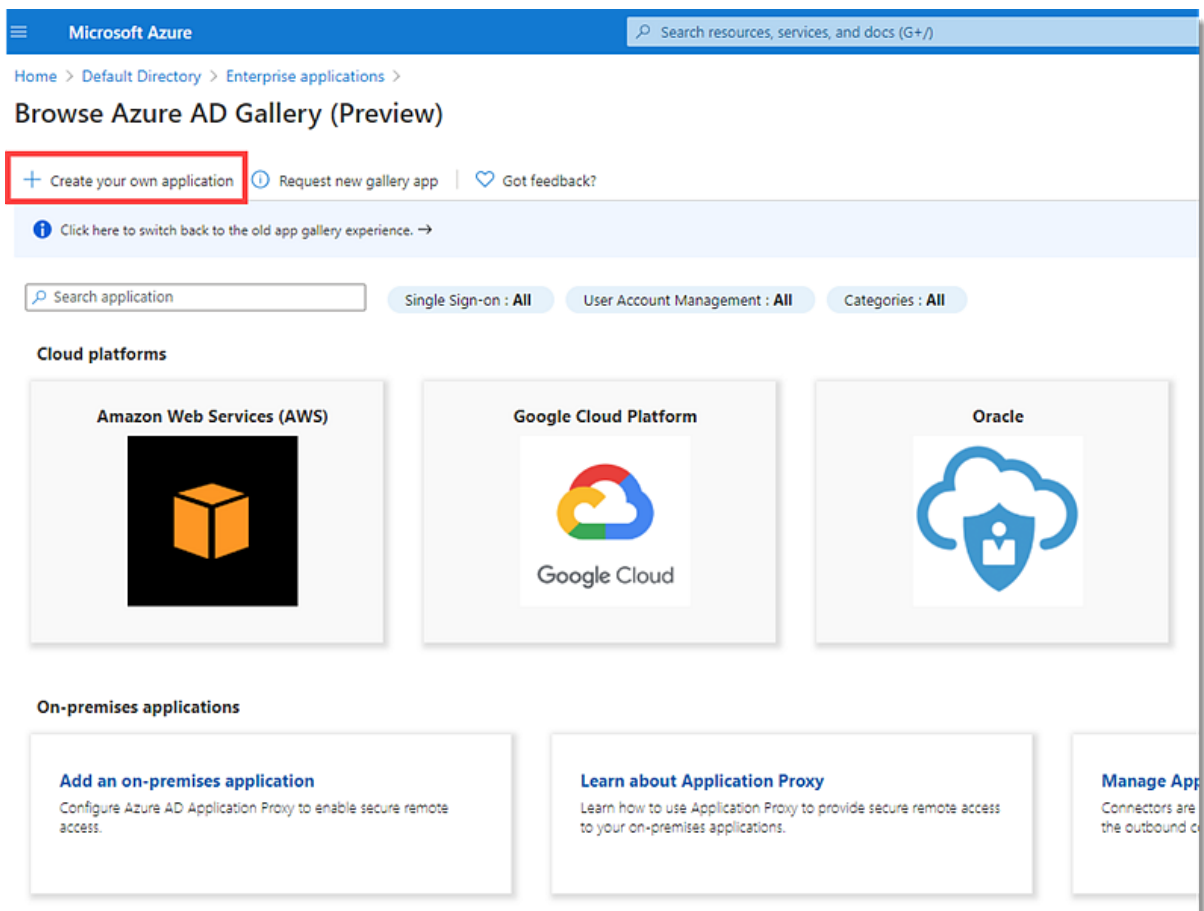 Microsoft Azure
Search resources, services, and docs (G+/)
Home > Default Directory > Enterprise applications >
Browse Azure AD Gallery (Preview)
Create your own application
Request new gallery app
Got feedback?
Click here to switch back to the old app gallery experience. →
Search application
Single Sign-on : All
User Account Management : All
Categories : All
Cloud platforms
Amazon Web Services (AWS)
Google Cloud Platform
Oracle
Google Cloud
On-premises applications
Add an on-premises application
Configure Azure AD Application Proxy to enable secure remote
access.
Learn about Application Proxy
Learn how to use Application Proxy to provide secure remote access
to your on-premises applications.
Manage App
Connectors are
the outbound